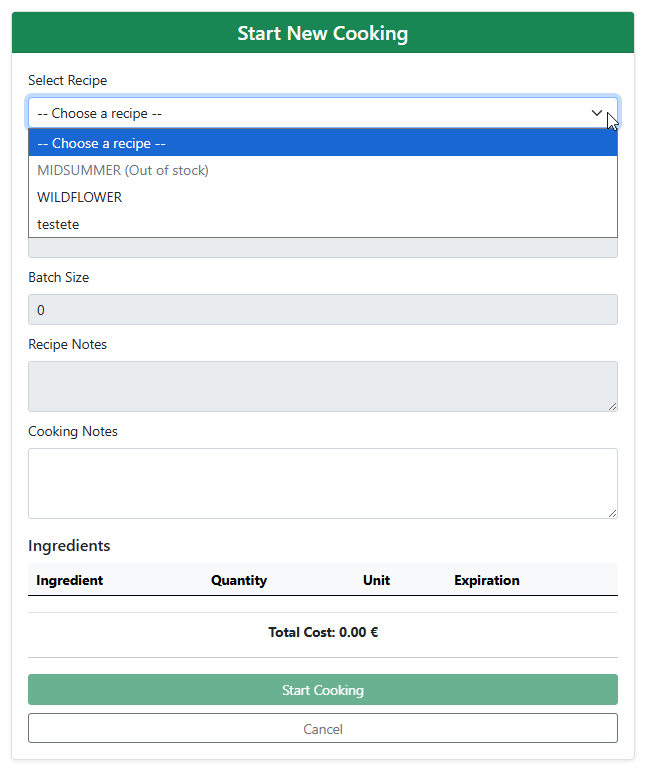 Start New Cooking
Select Recipe
-- Choose a recipe --
-- Choose a recipe --
MIDSUMMER (Out of stock)
WILDFLOWER
testete
Batch Size
0
Recipe Notes
Cooking Notes
Ingredients
Ingredient Quantity Unit Expiration
Total Cost: 0.00 €
Start Cooking
Cancel